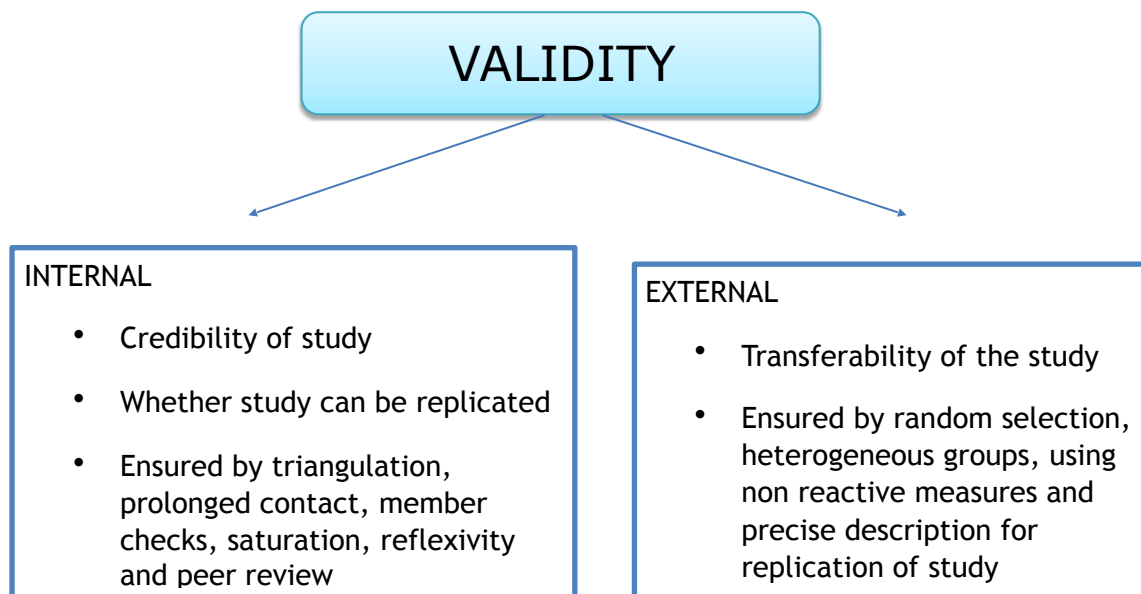 VALIDITY
INTERNAL
• Credibility of study
• Whether study can be replicated
• Ensured by triangulation,
prolonged contact, member
checks, saturation, reflexivity
and peer review
EXTERNAL
• Transferability of the study
• Ensured by random selection,
heterogeneous groups, using
non reactive measures and
precise description for
replication of study